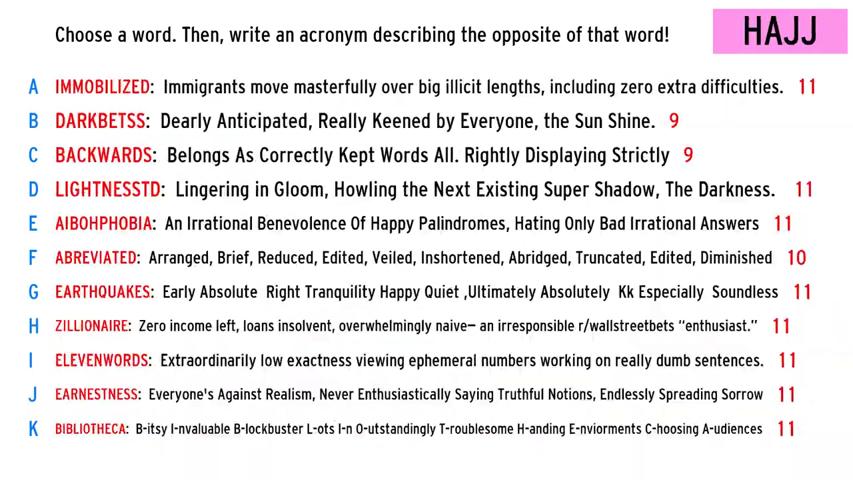 Choose a word. Then, write an acronym describing the opposite of that word!
HAJJ
A IMMOBILIZED: Immigrants move masterfully over big illicit lengths, including zero extra difficulties. 11
B DARKBETSS: Dearly Anticipated, Really Keened by Everyone, the Sun Shine. 9
C BACKWARDS: Belongs As Correctly Kept Words All. Rightly Displaying Strictly 9
D LIGHTNESSTD: Lingering in Gloom, Howling the Next Existing Super Shadow, The Darkness. 11
E AIBOHPHOBIA: An Irrational Benevolence Of Happy Palindromes, Hating Only Bad Irrational Answers 11
F ABREVIATED: Arranged, Brief, Reduced, Edited, Veiled, Inshortened, Abridged, Truncated, Edited, Diminished 10
G EARTHQUAKES: Early Absolute Right Tranquility Happy Quiet ,Ultimately Absolutely Kk Especially Soundless 11
H ZILLIONAIRE: Zero income left, loans insolvent, overwhelmingly naive— an irresponsible r/wallstreetbets "enthusiast." 11
I ELEVENWORDS: Extraordinarily low exactness viewing ephemeral numbers working on really dumb sentences. 11
J EARNESTNESS: Everyone's Against Realism, Never Enthusiastically Saying Truthful Notions, Endlessly Spreading Sorrow 11
K BIBLIOTHECA: B-itsy I-nvaluable B-lockbuster L-ots I-n O-utstandingly T-roublesome H-anding E-nviorments C-hoosing A-udiences 11